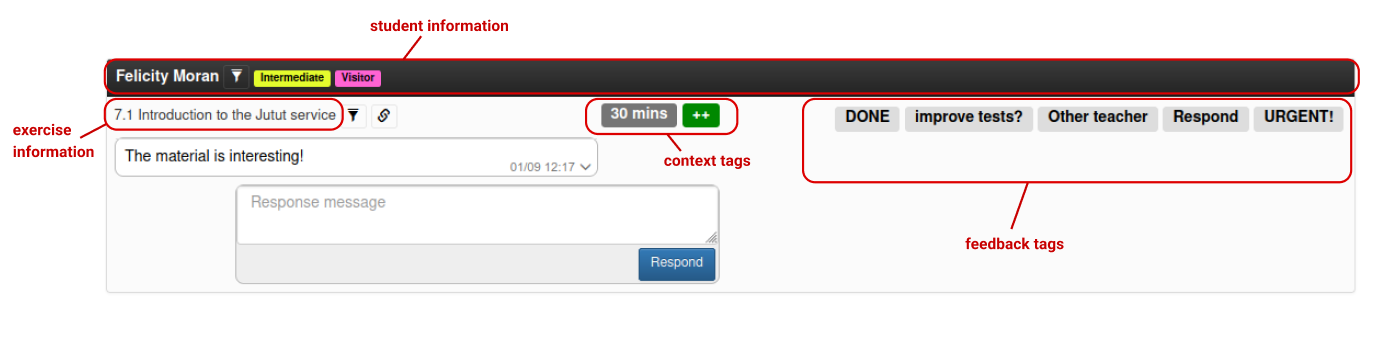 student information
Felicity Moran Intermediate Visitor
7.1 Introduction to the Jutut service 30 mins ++ DONE improve tests? Other teacher Respond URGENT!
exercise
information
The material is interesting!
01/09 12:17
context tags
Response message
feedback tags
Respond